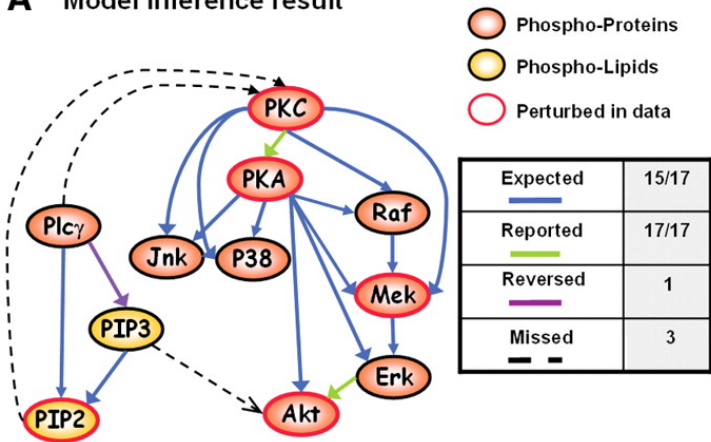 A Model inference result
Phospho-Proteins
Phospho-Lipids
Perturbed in data
PKC
PKA
Raf
Plcγ
Jnk
P38
Mek
PIP3
Erk
Akt
PIP2
Expected 15/17
Reported 17/17
Reversed 1
Missed 3